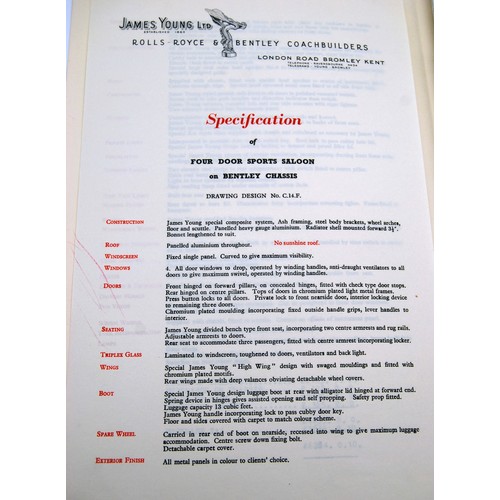 JAMES YOUNG LTD
ESTABLISHED 1863
ROLLS-ROYCE & BENTLEY COACHBUILDERS
LONDON ROAD BROMLEY KENT
Specification
of
FOUR DOOR SPORTS SALOON
on BENTLEY CHASSIS
DRAWING DESIGN No. C.14.F.
CONSTRUCTION James Young special composite system, Ash framing, steel body brackets, wheel arches,
floor and scuttle. Panelled heavy gauge aluminium. Radiator shell mounted forward 3½".
Bonnet lengthened to suit.
ROOF Panelled aluminium throughout. No sunshine roof.
WINDSCREEN Fixed single panel. Curved to give maximum visibility.
WINDOWS 4. All door windows to drop, operated by winding handles, anti-draught ventilators to all
doors to give maximum swivel, operated by winding handles.
DOORS Front hinged on forward pillars, on concealed hinges, fitted with check type door stops.
Rear hinged on centre pillars. Tops of doors in chromium plated light metal frames.
Press button locks to all doors. Private lock to front nearside door, interior locking device
to remaining three doors.
Chromium plated moulding incorporating fixed outside handle grips, lever handles to
interior.
SEATING James Young divided bench type front seat, incorporating two centre armrests and rug rails.
Adjustable armrests to doors.
Rear seat to accommodate three passengers, fitted with centre armrest incorporating locker.
TRIPLEX GLASS Laminated to windscreen, toughened to doors, ventilators and back light.
WINGS Special James Young "High Wing" design with swaged mouldings and fitted with
chromium plated motifs.
Rear wings made with deep valances obviating detachable wheel covers.
BOOT Special James Young design luggage boot at rear with alligator lid hinged at forward end.
Spring device in hinges gives assisted opening and self propping. Safety prop fitted.
Luggage capacity 13 cubic feet.
James Young handle incorporating lock to pass cubby door key.
Floor and sides covered with carpet to match colour scheme.
SPARE WHEEL Carried in rear end of boot on nearside, recessed into wing to give maximum luggage
accommodation. Centre screw down fixing bolt.
Detachable carpet cover.
EXTERIOR FINISH All metal panels in colour to clients' choice.